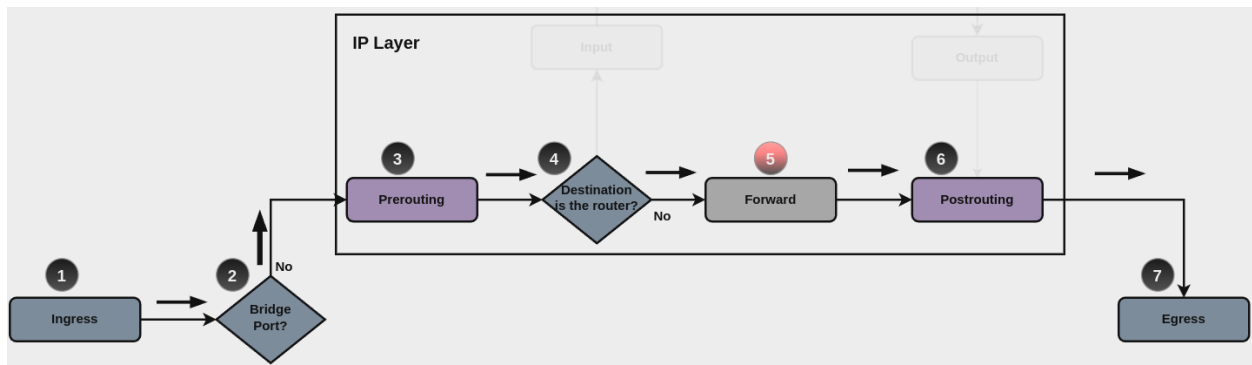 IP Layer
Input
Output
3
4
5
6
Prerouting
Destination
is the router?
No
Forward
Postrouting
1
2
No
7
Ingress
Bridge
Port?
Egress